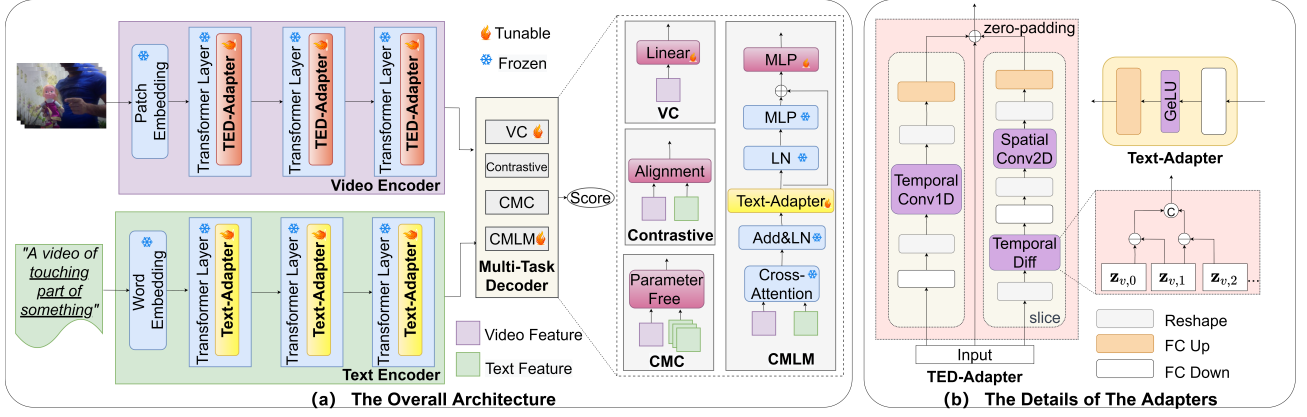 Patch
Embedding
Transformer Layer
TED-Adapter
Transformer Layer
TED-Adapter
Transformer Layer
TED-Adapter
Video Encoder
"A video of
touching
part of
something"
Word
Embedding
Transformer Layer
Text-Adapter
Transformer Layer
Text-Adapter
Transformer Layer
Text-Adapter
Text Encoder
Tunable
Frozen
VC
Contrastive
CMC
CMLM
Multi-Task
Decoder
Score
Video Feature
Text Feature
Linear
VC
Alignment
Contrastive
Parameter
Free
CMC
MLP
MLP
LN
Text-Adapter
Add&LN
Cross-
Attention
CMLM
(a) The Overall Architecture
zero-padding
Temporal
Conv1D
Spatial
Conv2D
Temporal
Diff
slice
Input
TED-Adapter
GeLU
Text-Adapter
C
z_{v,0} z_{v,1} z_{v,2} ...
Reshape
FC Up
FC Down
(b) The Details of The Adapters